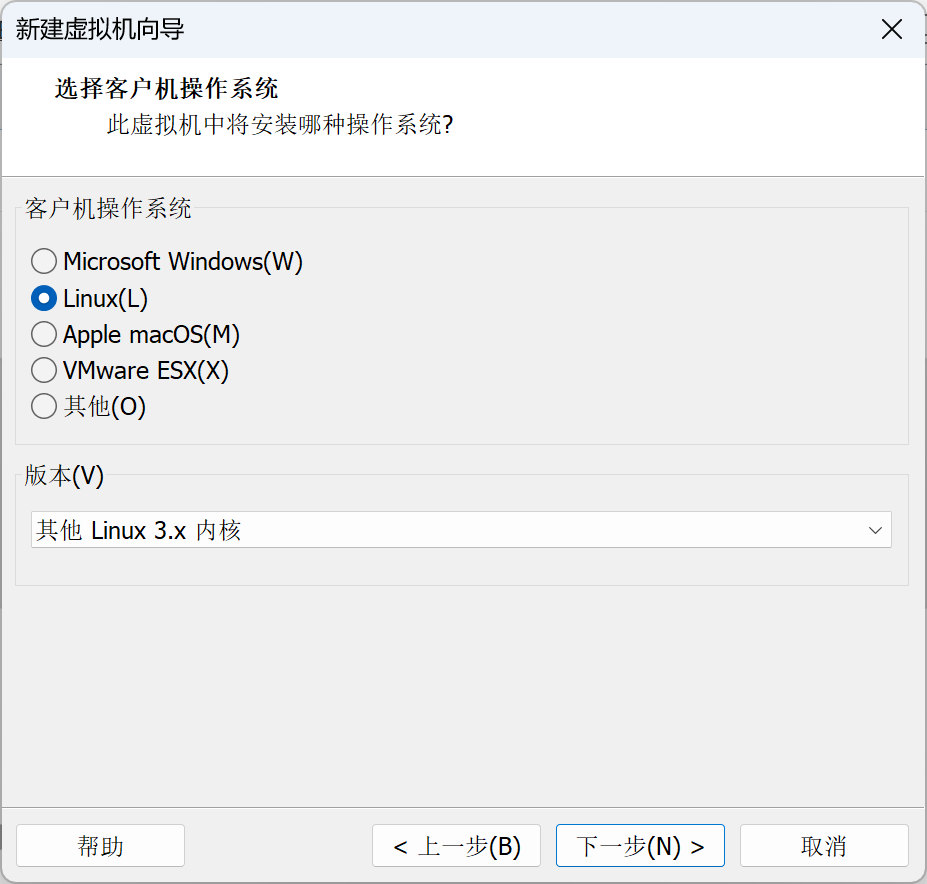 新建虚拟机向导
选择客户机操作系统
此虚拟机中将安装哪种操作系统?
客户机操作系统
Microsoft Windows(W)
Linux(L)
Apple macOS(M)
VMware ESX(X)
其他(O)
版本(V)
其他 Linux 3.x 内核
帮助
< 上一步(B)
下一步(N) >
取消